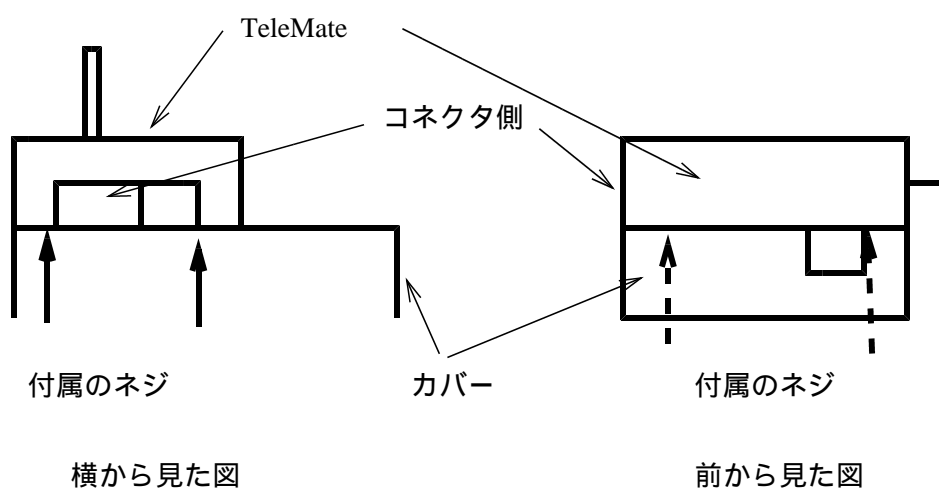 TeleMate
コネクタ側
付属のネジ
カバー
付属のネジ
横から見た図
前から見た図